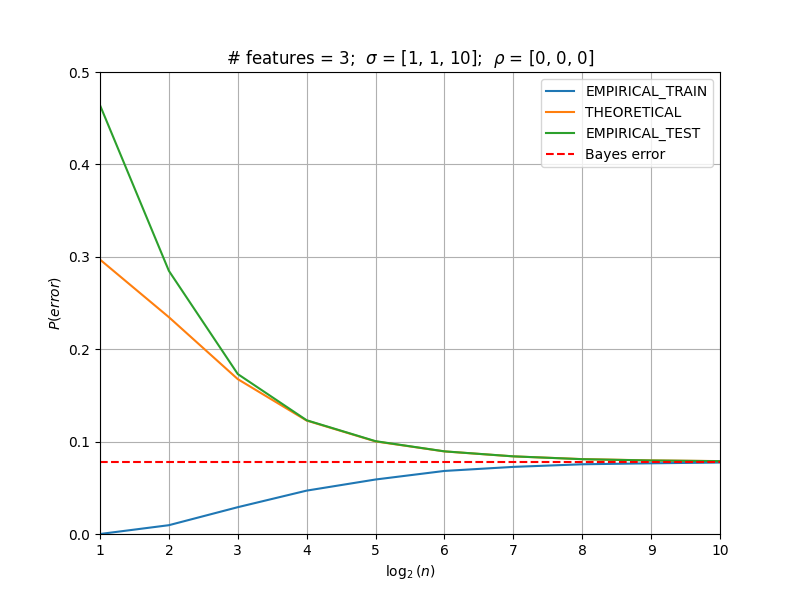 # features = 3;  σ = [1, 1, 10];  ρ = [0, 0, 0]
EMPIRICAL_TRAIN
THEORETICAL
EMPIRICAL_TEST
Bayes error
0.5
0.4
0.3
0.2
0.1
0.0
P(error)
1 2 3 4 5 6 7 8 9 10
log₂(n)